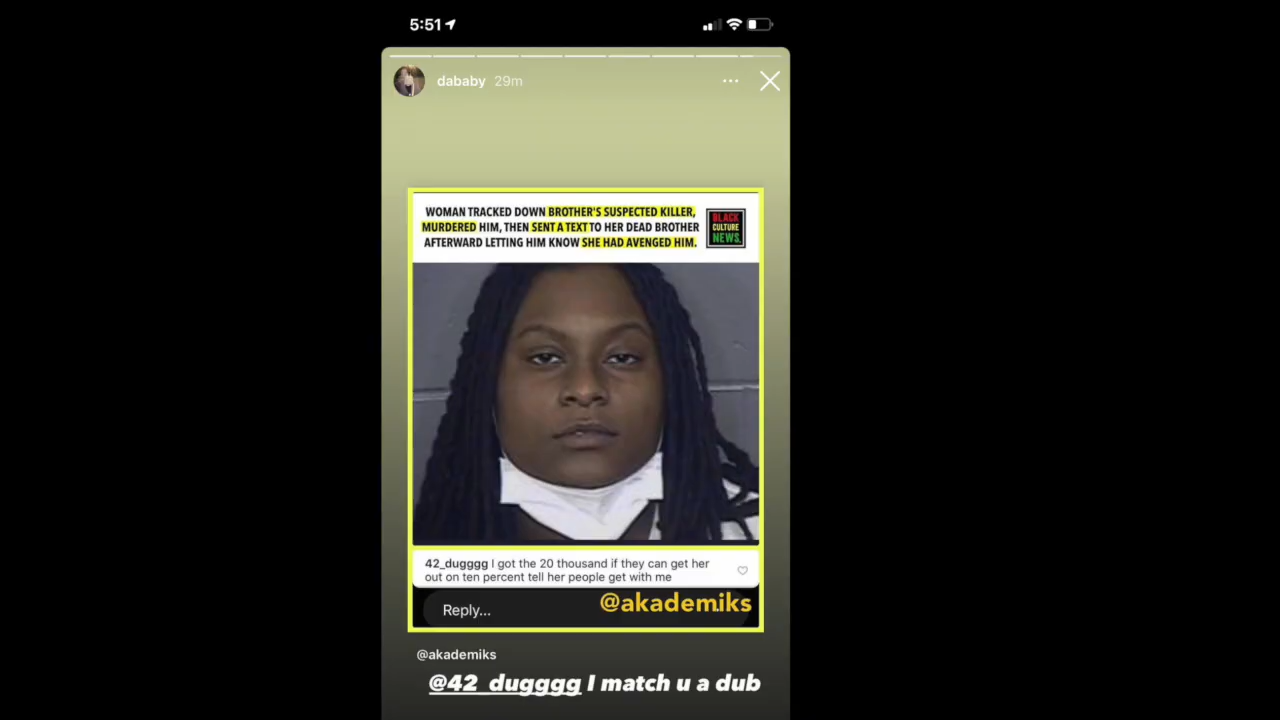 5:51
dababy 29m
WOMAN TRACKED DOWN BROTHER'S SUSPECTED KILLER,
MURDERED HIM, THEN SENT A TEXT TO HER DEAD BROTHER
AFTERWARD LETTING HIM KNOW SHE HAD AVENGED HIM.
BLACK
CULTURE
NEWS.
42_dugggg I got the 20 thousand if they can get her
out on ten percent tell her people get with me
@akademiks
Reply...
@akademiks
@42_dugggg I match u a dub